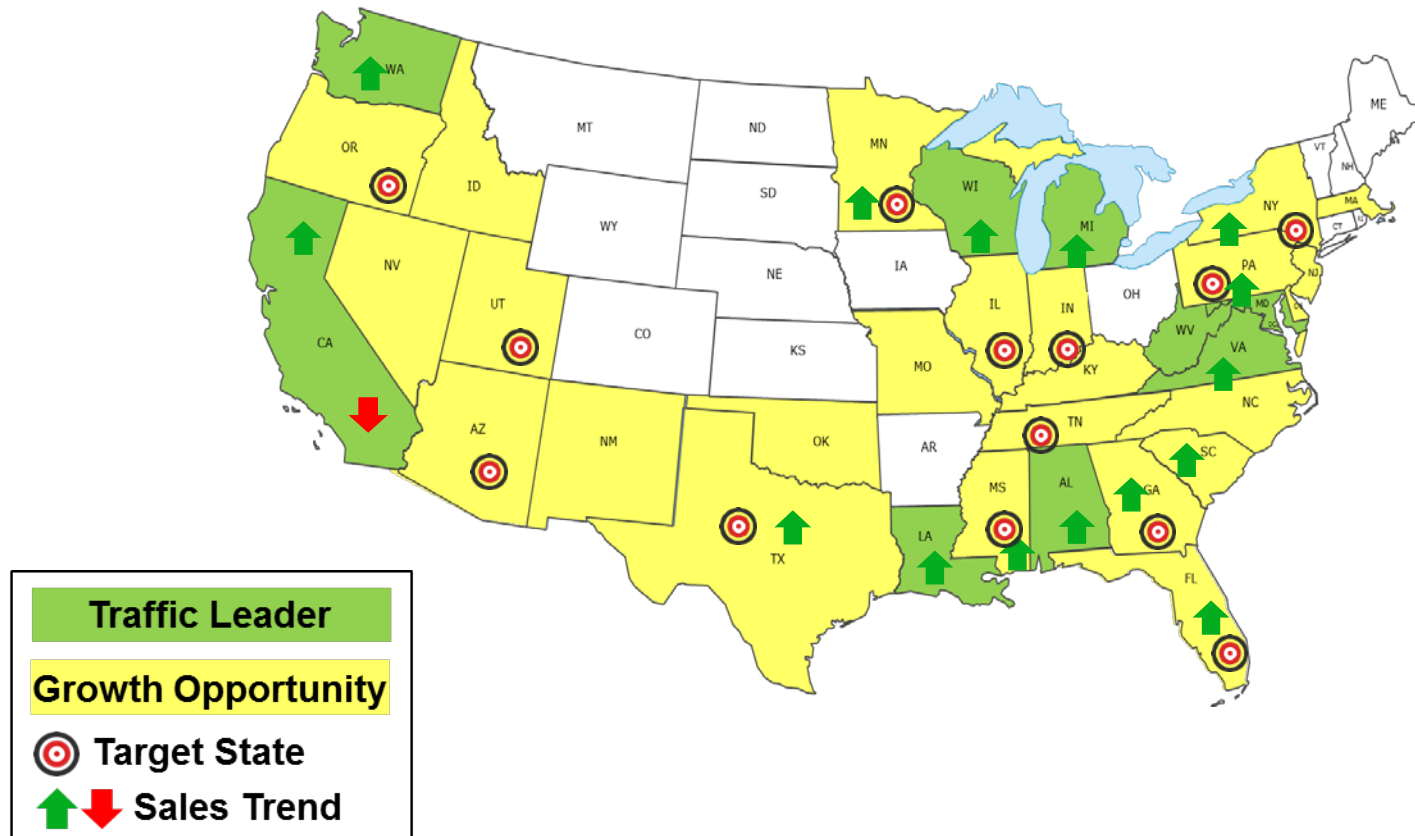 WA
ME
MT
ND
VT
MN
OR
NH
ID
SD
WI
MA
NY
MI
CT
WY
IA
NV
PA
NE
NJ
OH
UT
IL
IN
MD
DE
CO
WV
CA
KS
VA
MO
KY
NC
AZ
TN
NM
OK
AR
SC
MS
AL
GA
LA
TX
FL
Traffic Leader
Growth Opportunity
Target State
Sales Trend